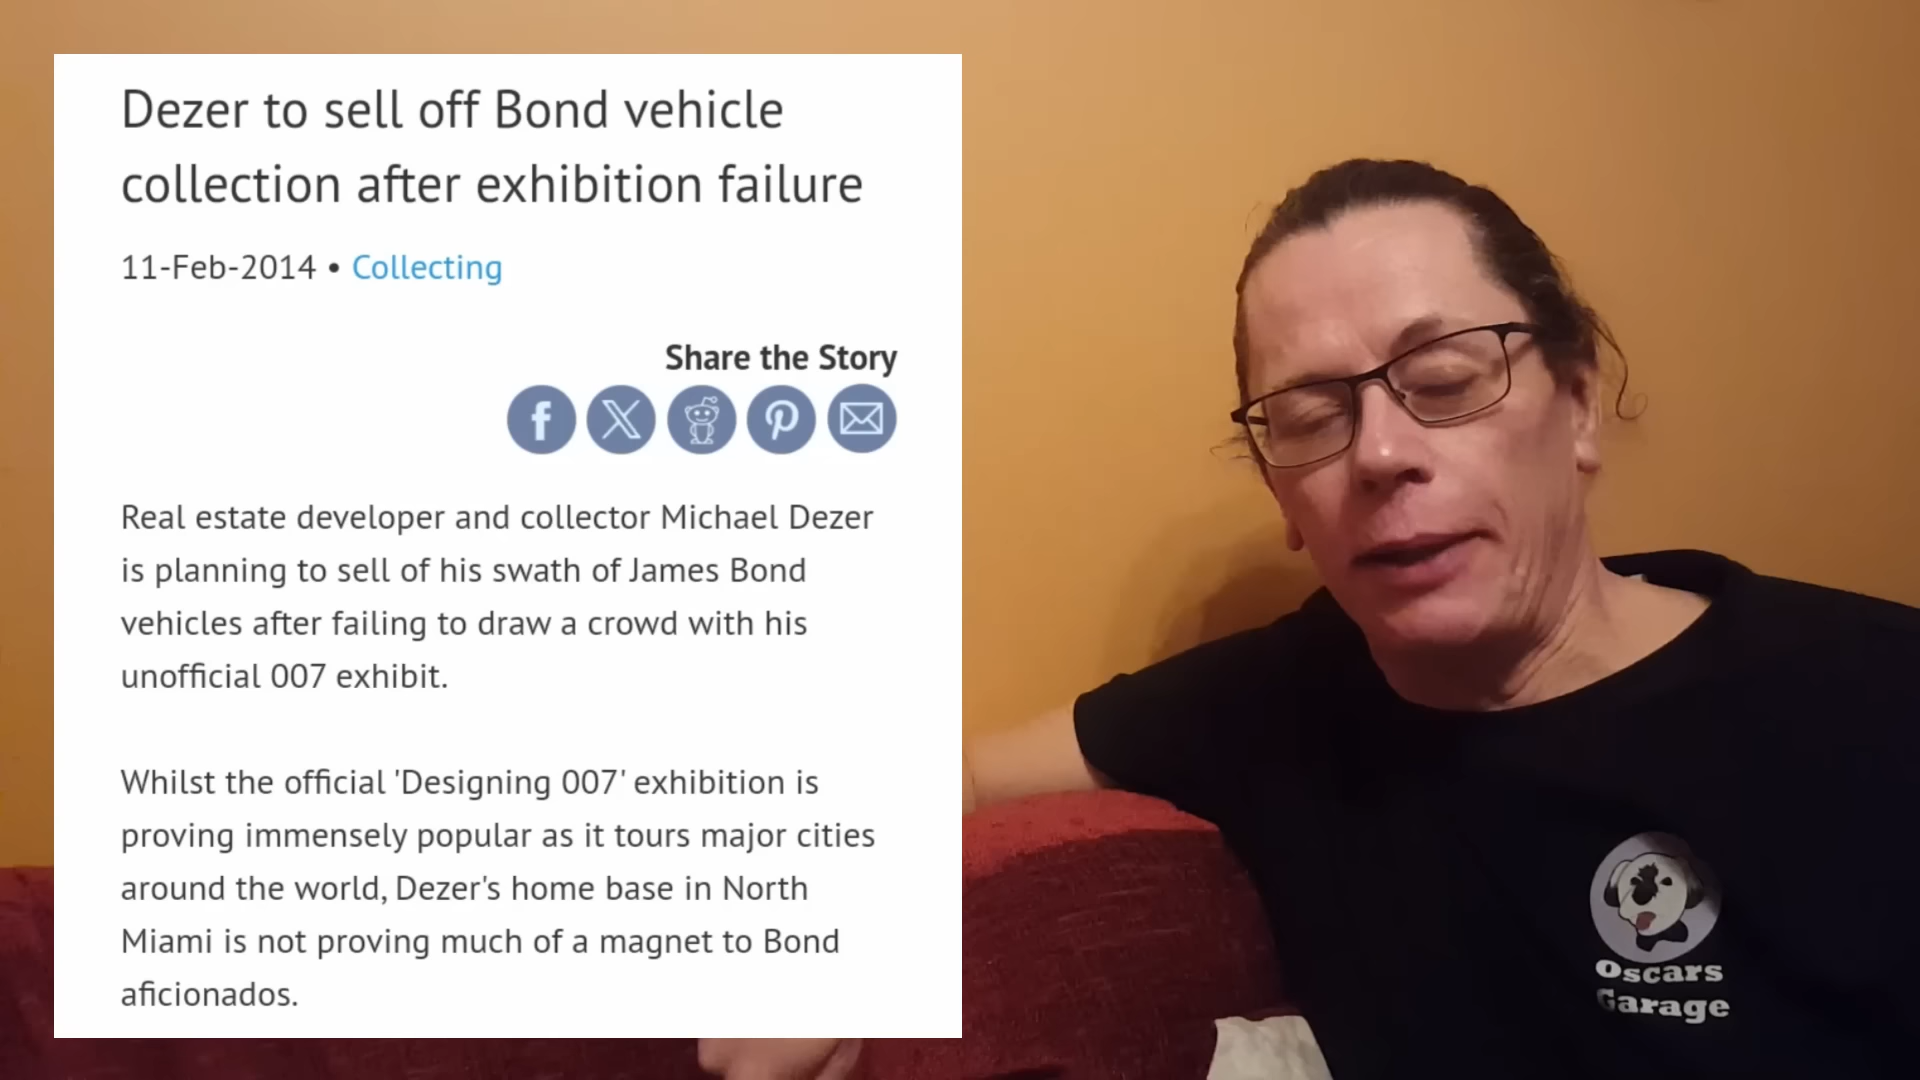 Dezer to sell off Bond vehicle
collection after exhibition failure
11-Feb-2014 • Collecting
Share the Story
Real estate developer and collector Michael Dezer
is planning to sell of his swath of James Bond
vehicles after failing to draw a crowd with his
unofficial 007 exhibit.
Whilst the official 'Designing 007' exhibition is
proving immensely popular as it tours major cities
around the world, Dezer's home base in North
Miami is not proving much of a magnet to Bond
aficionados.
Oscars
Garage